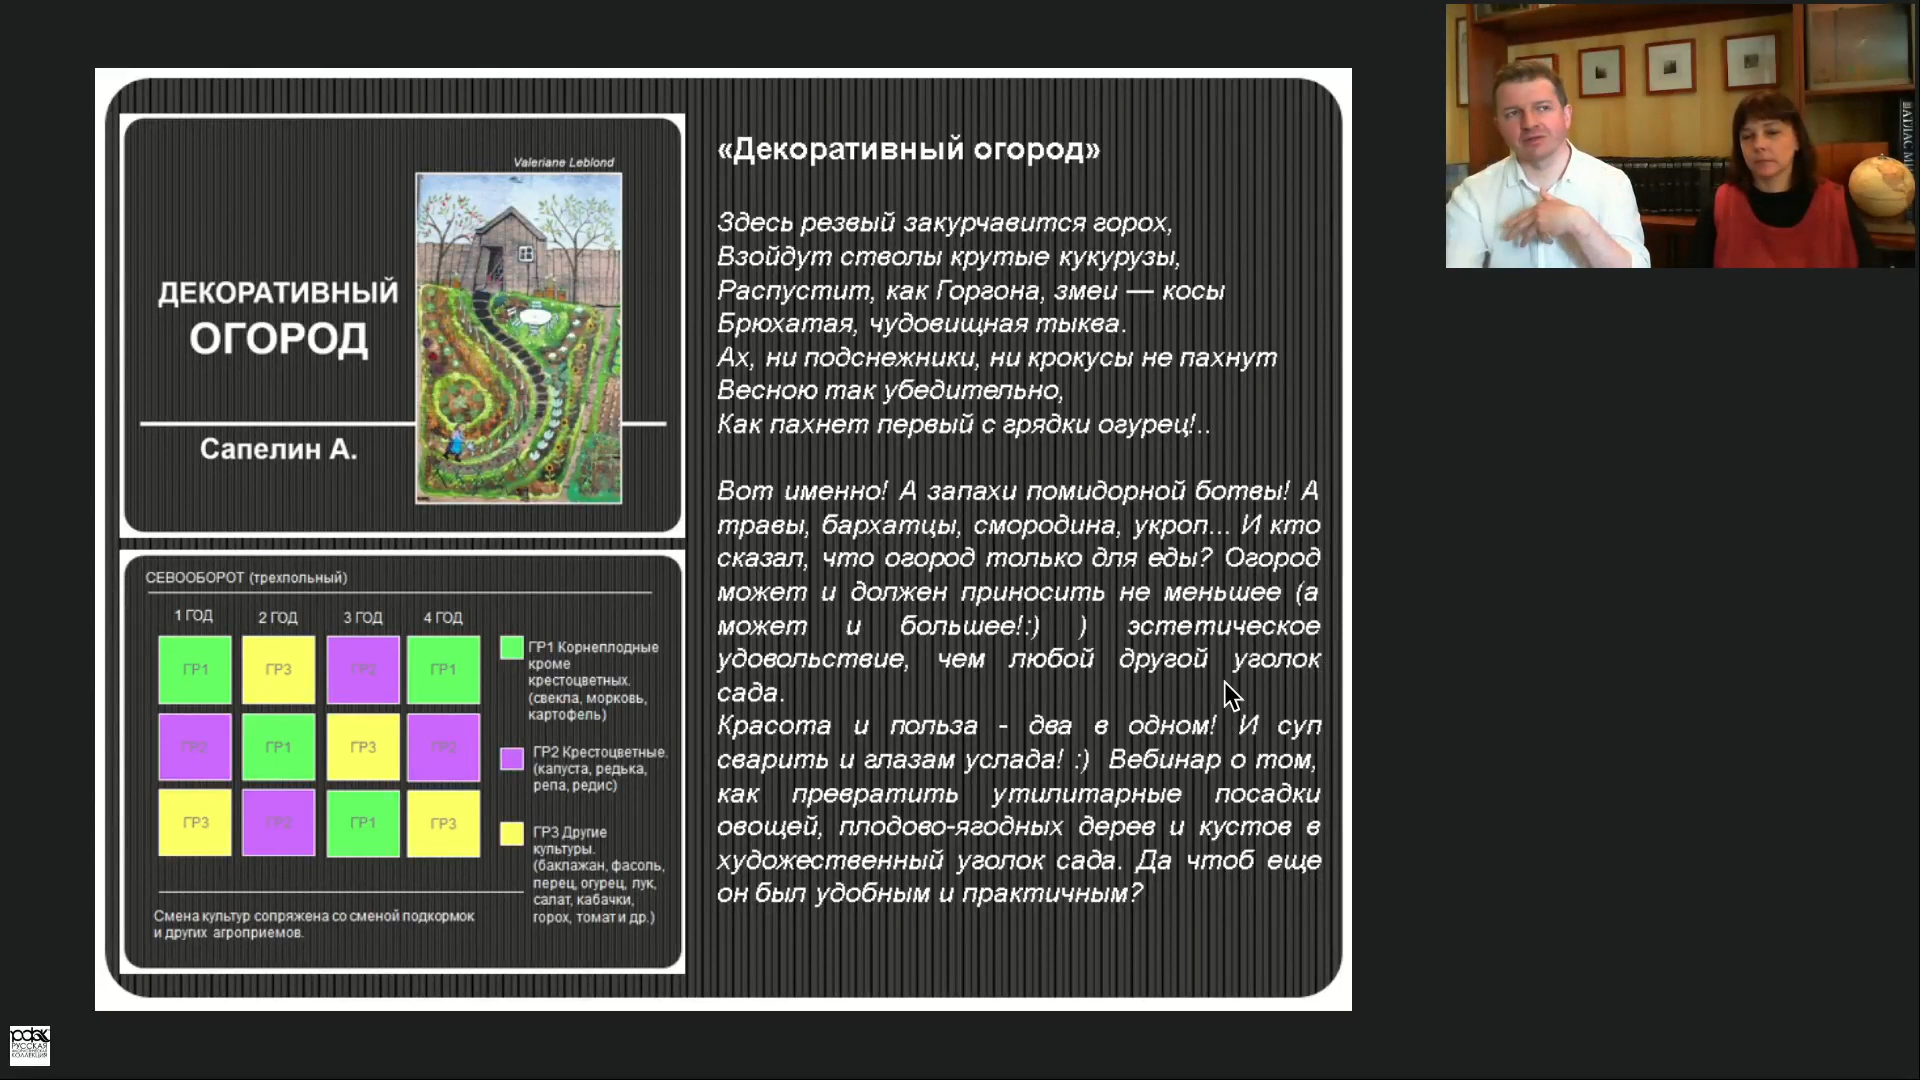 Valeriane Leblond
ДЕКОРАТИВНЫЙ
ОГОРОД
Сапелин А.
СЕВООБОРОТ (трехпольный)
1 ГОД 2 ГОД 3 ГОД 4 ГОД
ГР1 ГР3 ГР2 ГР1
ГР2 ГР1 ГР3 ГР2
ГР3 ГР2 ГР1 ГР3
ГР1 Корнеплодные
кроме
крестоцветных.
(свекла, морковь,
картофель)
ГР2 Крестоцветные.
(капуста, редька,
репа, редис)
ГР3 Другие
культуры.
(баклажан, фасоль,
перец, огурец, лук,
салат, кабачки,
горох, томат и др.)
Смена культур сопряжена со сменой подкормок
и других агроприемов.
«Декоративный огород»
Здесь резвый закурчавится горох,
Взойдут стволы крутые кукурузы,
Распустит, как Горгона, змеи — косы
Брюхатая, чудовищная тыква.
Ах, ни подснежники, ни крокусы не пахнут
Весною так убедительно,
Как пахнет первый с грядки огурец!..
Вот именно! А запахи помидорной ботвы! А
травы, бархатцы, смородина, укроп... И кто
сказал, что огород только для еды? Огород
может и должен приносить не меньшее (а
может и большее!:) ) эстетическое
удовольствие, чем любой другой уголок
сада.
Красота и польза - два в одном! И суп
сварить и глазам услада! :) Вебинар о том,
как превратить утилитарные посадки
овощей, плодово-ягодных дерев и кустов в
художественный уголок сада. Да чтоб еще
он был удобным и практичным?
АТЛАС
РУССКАЯ
КОЛЛЕКЦИЯ